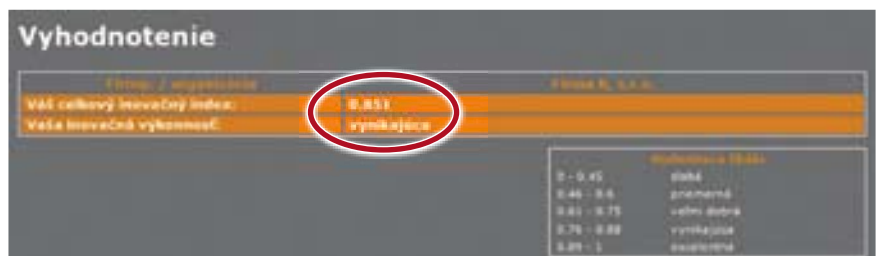 Vyhodnotenie
Firma / organizácia Firma R, s.r.o.
Váš celkový inovačný index: 0.851
Vaša inovačná výkonnosť: vynikajúca
Hodnotiaca škála
0 - 0.45 slabá
0.46 - 0.6 priemerná
0.61 - 0.75 veľmi dobrá
0.76 - 0.88 vynikajúca
0.89 - 1 excelentná